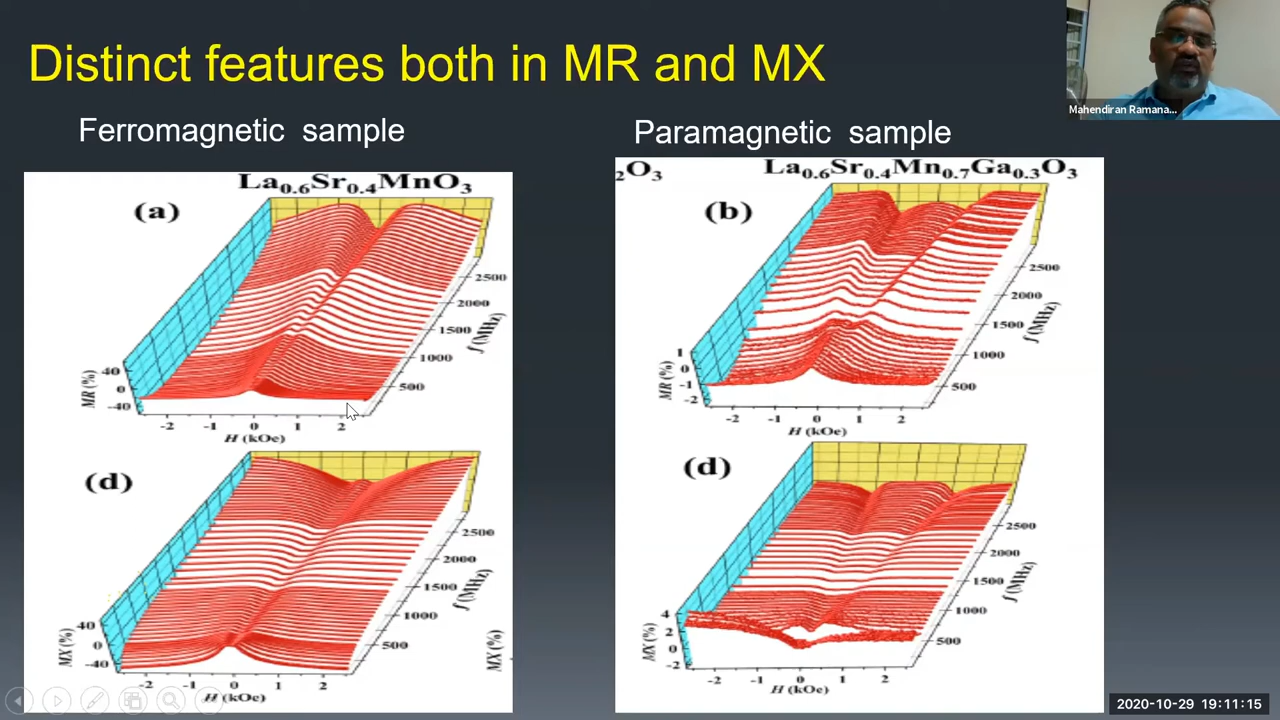 Distinct features both in MR and MX
Mahendiran Ramana...
Ferromagnetic sample
Paramagnetic sample
La0.6Sr0.4MnO3
(a)
2500
2000
1500
1000
500
f (MHz)
40
0
-40
MR (%)
-2 -1 0 1 2
H (kOe)
2O3
La0.6Sr0.4Mn0.7Ga0.3O3
(b)
2500
2000
1500
1000
500
f (MHz)
1
0
-1
-2
MR (%)
-2 -1 0 1 2
H (kOe)
(d)
2500
2000
1500
1000
500
f (MHz)
40
0
-40
MX (%)
-2 -1 0 1 2
H (kOe)
MX (%)
(d)
2500
2000
1500
1000
500
f (MHz)
4
2
0
-2
MX (%)
-2 -1 0 1 2
H (kOe)
2020-10-29 19:11:15